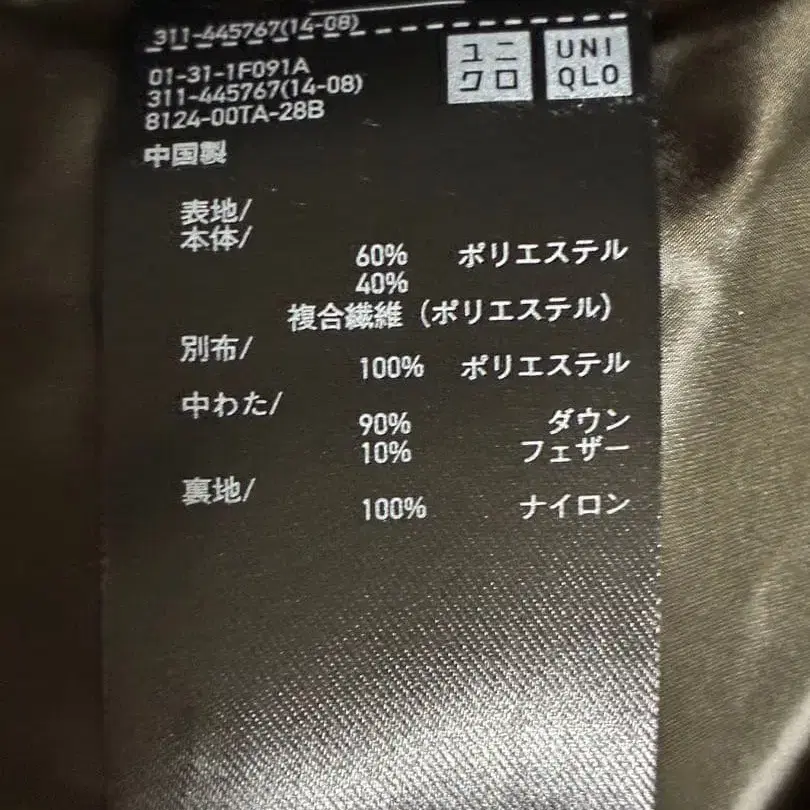 311-445767(14-08)
ユニクロ
UNIQLO
01-31-1F091A
311-445767(14-08)
8124-00TA-28B
中国製
表地/
本体/
60% ポリエステル
40%
複合繊維（ポリエステル）
別布/
100% ポリエステル
中わた/
90% ダウン
10% フェザー
裏地/
100% ナイロン